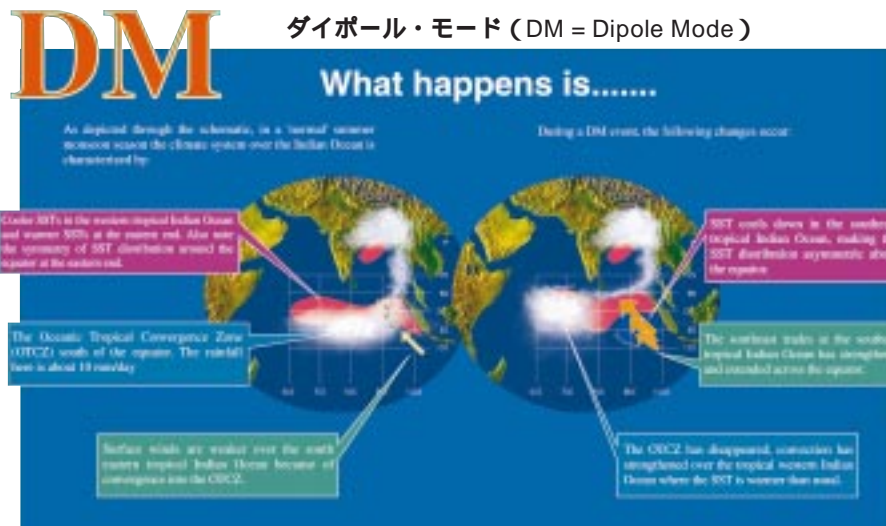 DM
ダイポール・モード（DM = Dipole Mode）
What happens is.......
As depicted through the schematic, in a 'normal' summer
monsoon season the climate system over the Indian Ocean is
characterized by:
During a DM event, the following changes occur:
Cooler SSTs in the western tropical Indian Ocean
and warmer SSTs at the eastern end. Also note
the symmetry of SST distribution around the
equator at the eastern end.
The Oceanic Tropical Convergence Zone
(OTCZ) south of the equator. The rainfall
here is about 10 mm/day
Surface winds are weaker over the south
eastern tropical Indian Ocean because of
convergence into the OTCZ.
SST cools down in the southe
tropical Indian Ocean, making
SST distribution asymmetric abo
the equator.
The southeast trades in the southe
tropical Indian Ocean has strengthen
and extended across the equator.
The OTCZ has disappeared, convection has
strengthened over the tropical western Indian
Ocean where the SST is warmer than usual.